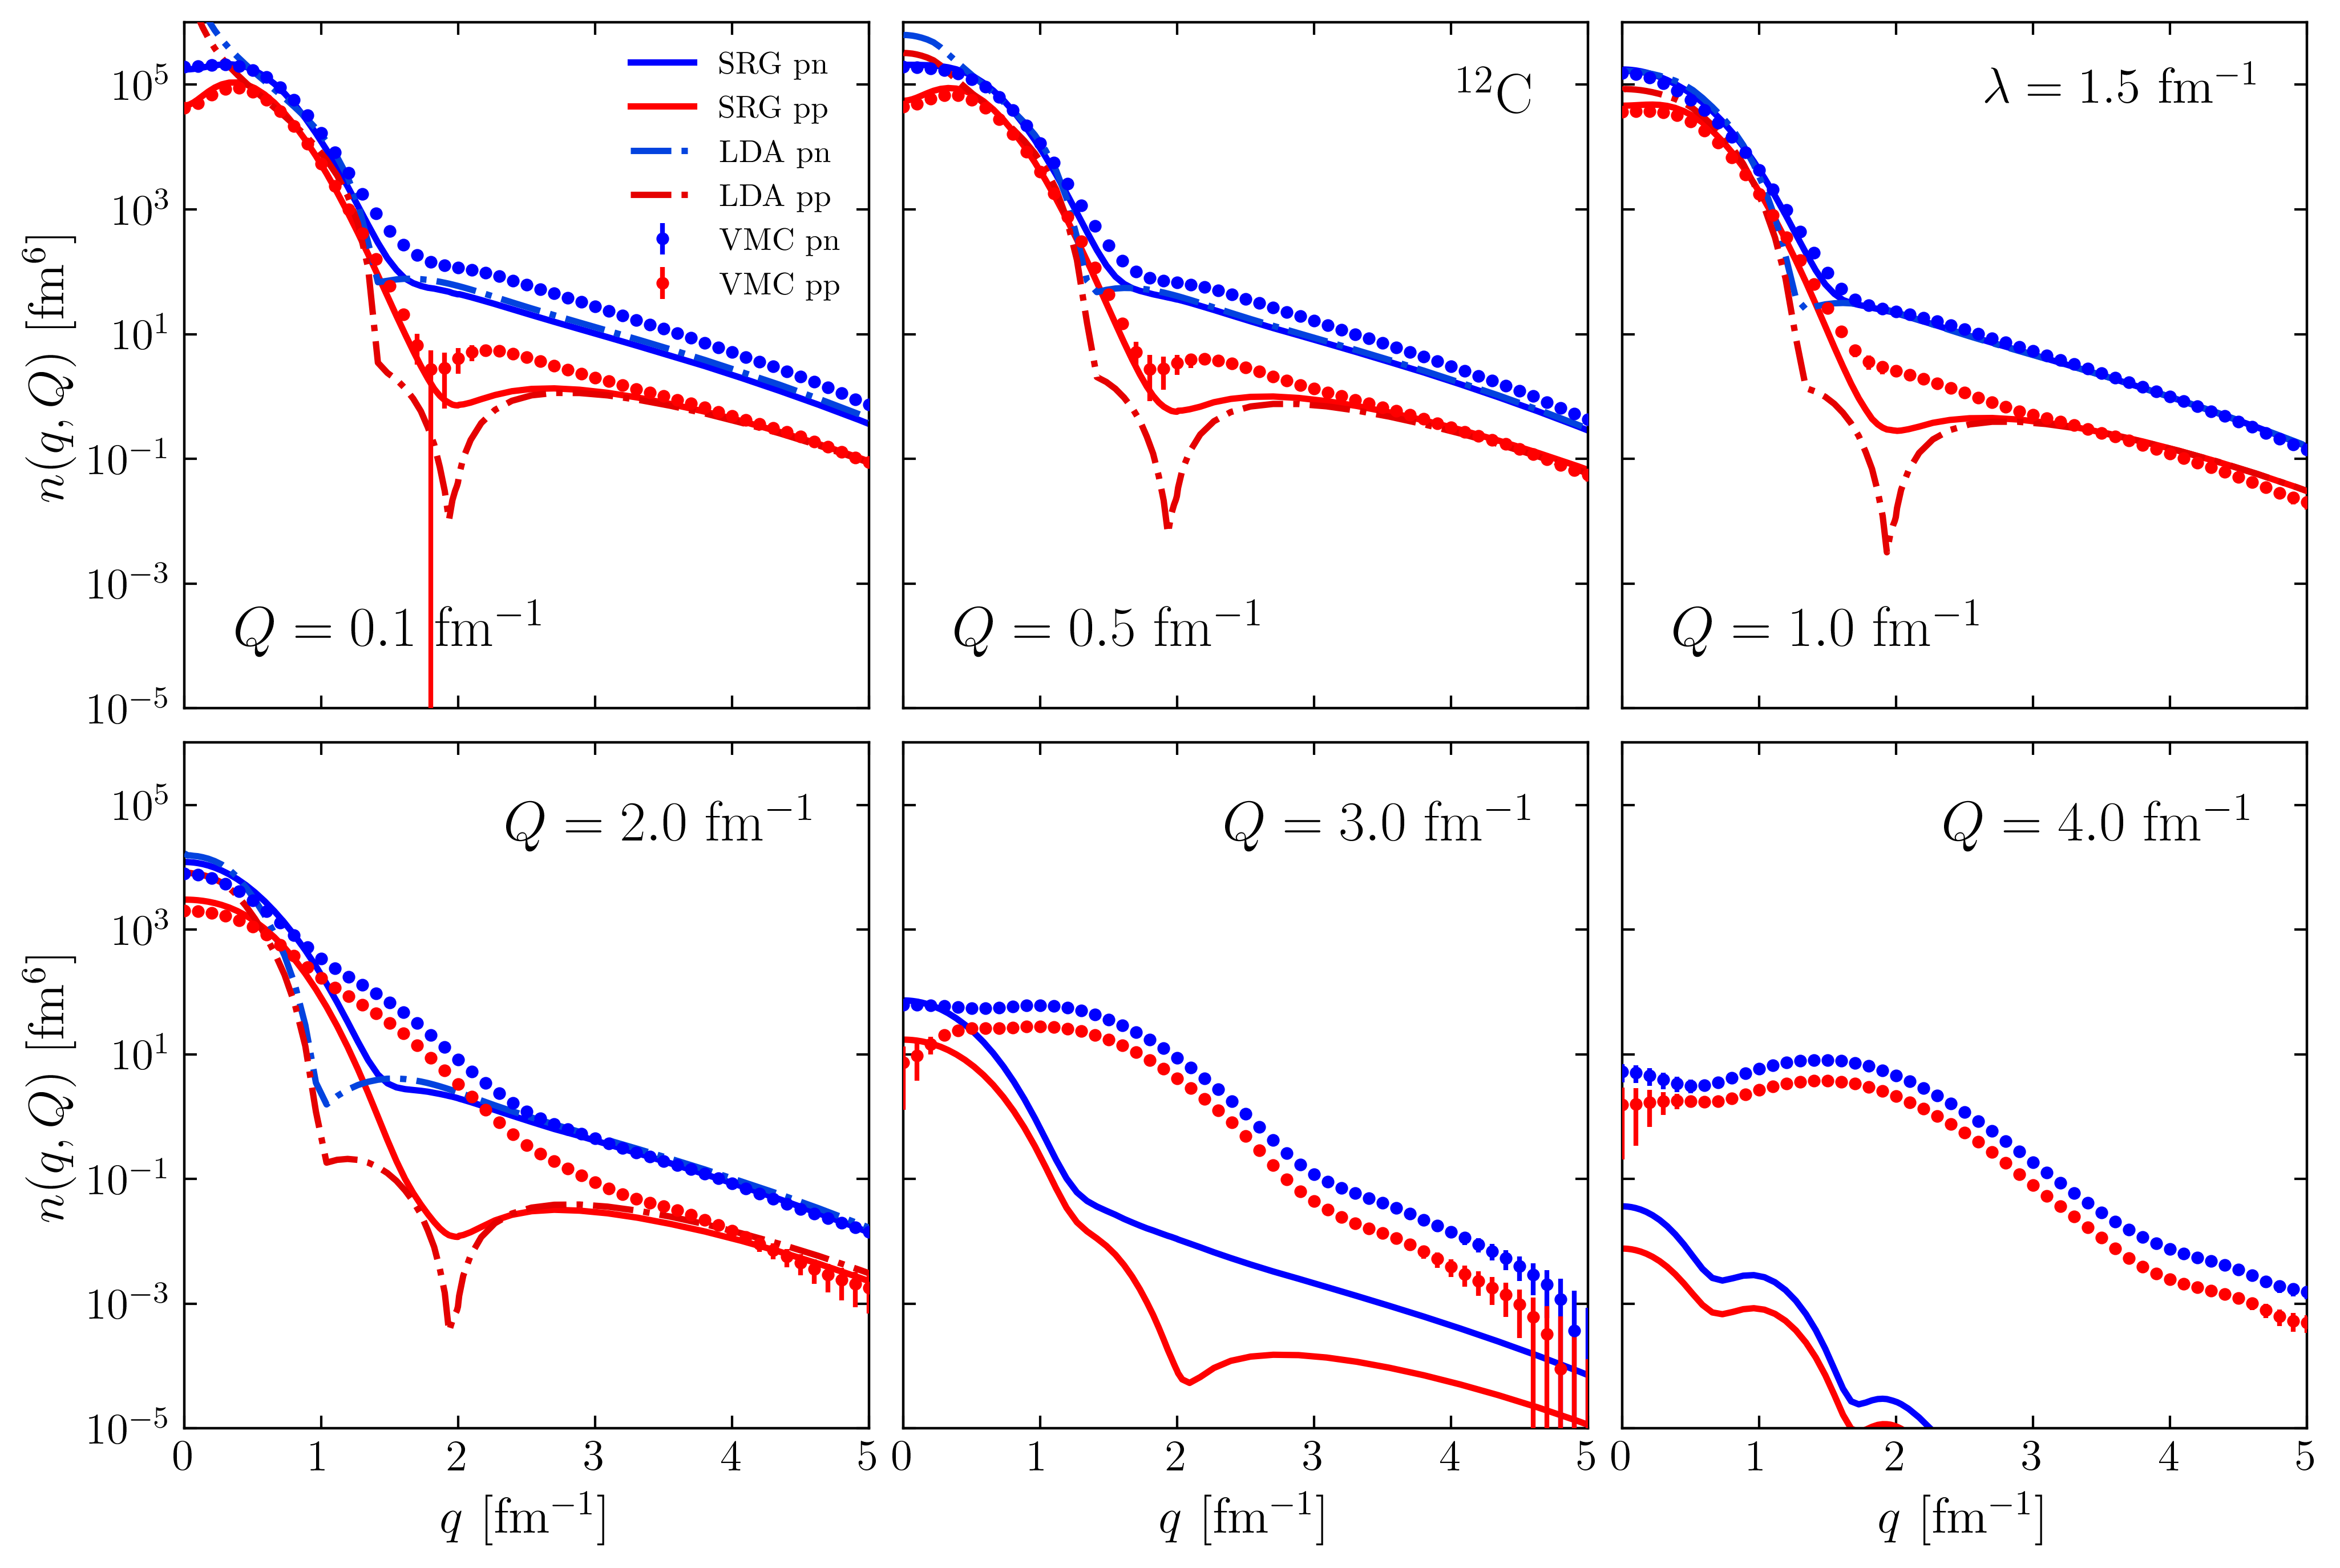 SRG pn
SRG pp
LDA pn
LDA pp
VMC pn
VMC pp
¹²C
λ = 1.5 fm⁻¹
n(q, Q) [fm⁶]
10⁵
10³
10¹
10⁻¹
10⁻³
10⁻⁵
Q = 0.1 fm⁻¹
Q = 0.5 fm⁻¹
Q = 1.0 fm⁻¹
n(q, Q) [fm⁶]
10⁵
10³
10¹
10⁻¹
10⁻³
10⁻⁵
Q = 2.0 fm⁻¹
Q = 3.0 fm⁻¹
Q = 4.0 fm⁻¹
0 1 2 3 4 5
0 1 2 3 4 5
0 1 2 3 4 5
q [fm⁻¹]
q [fm⁻¹]
q [fm⁻¹]